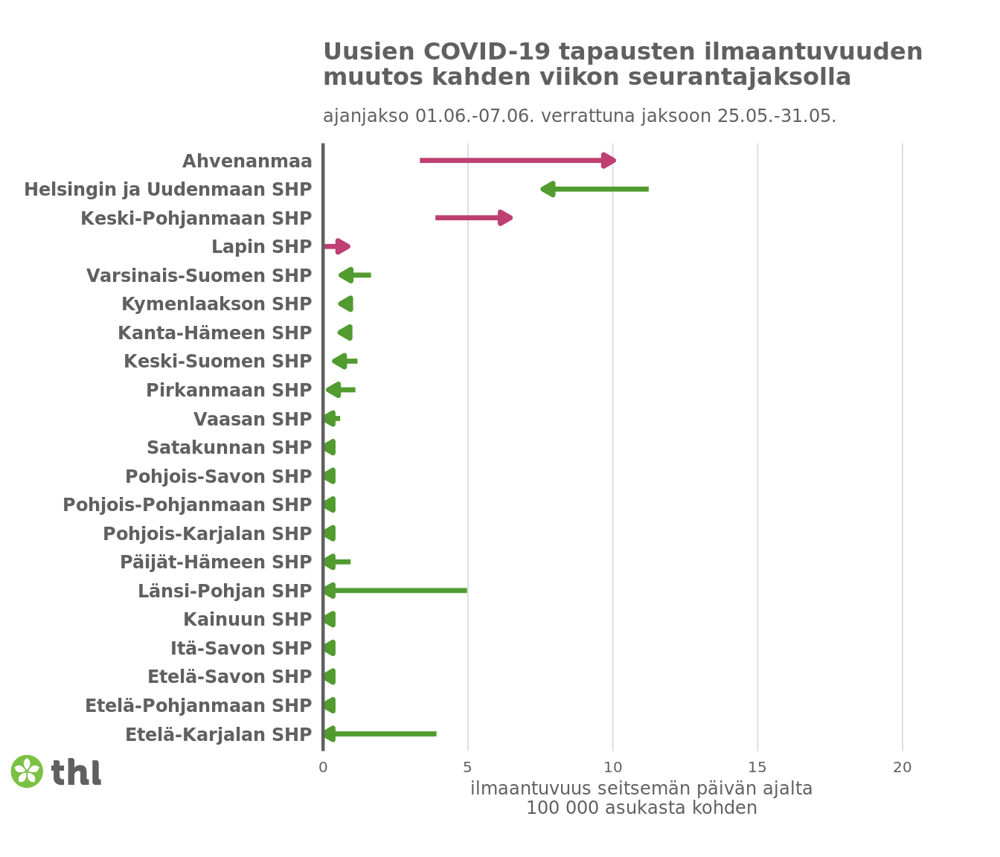 Uusien COVID-19 tapausten ilmaantuvuuden
muutos kahden viikon seurantajaksolla
ajanjakso 01.06.-07.06. verrattuna jaksoon 25.05.-31.05.
Ahvenanmaa
Helsingin ja Uudenmaan SHP
Keski-Pohjanmaan SHP
Lapin SHP
Varsinais-Suomen SHP
Kymenlaakson SHP
Kanta-Hämeen SHP
Keski-Suomen SHP
Pirkanmaan SHP
Vaasan SHP
Satakunnan SHP
Pohjois-Savon SHP
Pohjois-Pohjanmaan SHP
Pohjois-Karjalan SHP
Päijät-Hämeen SHP
Länsi-Pohjan SHP
Kainuun SHP
Itä-Savon SHP
Etelä-Savon SHP
Etelä-Pohjanmaan SHP
Etelä-Karjalan SHP
0 5 10 15 20
ilmaantuvuus seitsemän päivän ajalta
100 000 asukasta kohden
thl